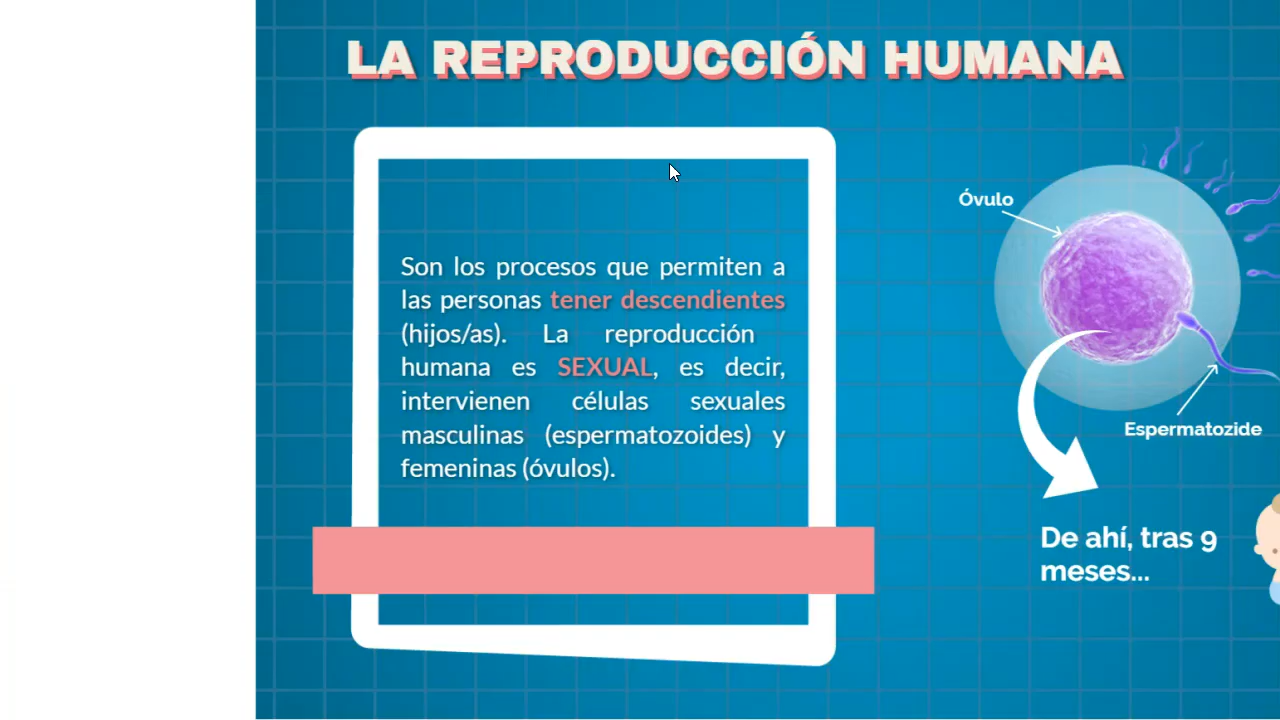 LA REPRODUCCIÓN HUMANA
Son los procesos que permiten a
las personas tener descendientes
(hijos/as). La reproducción
humana es SEXUAL, es decir,
intervienen células sexuales
masculinas (espermatozoides) y
femeninas (óvulos).
Óvulo
Espermatozide
De ahí, tras 9
meses...